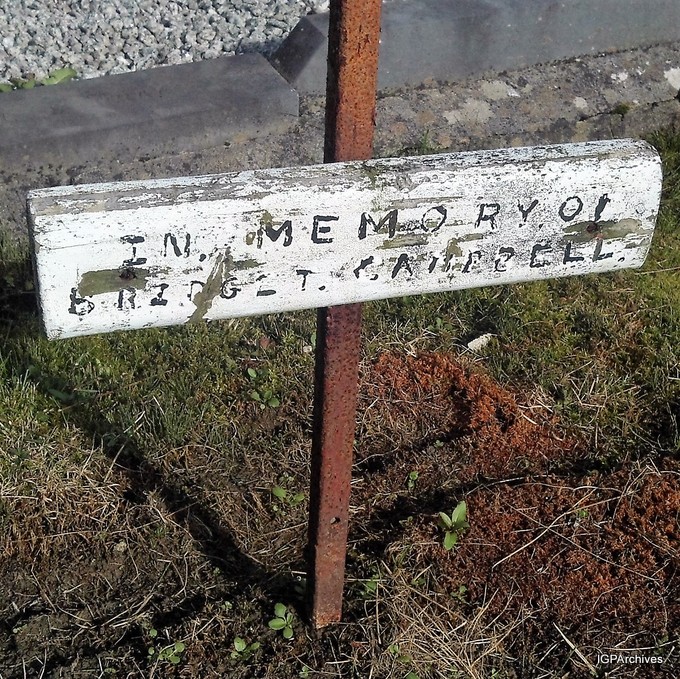 IN. MEMORY. OF
BRIDGET. CAMPBELL.
IGPArchives